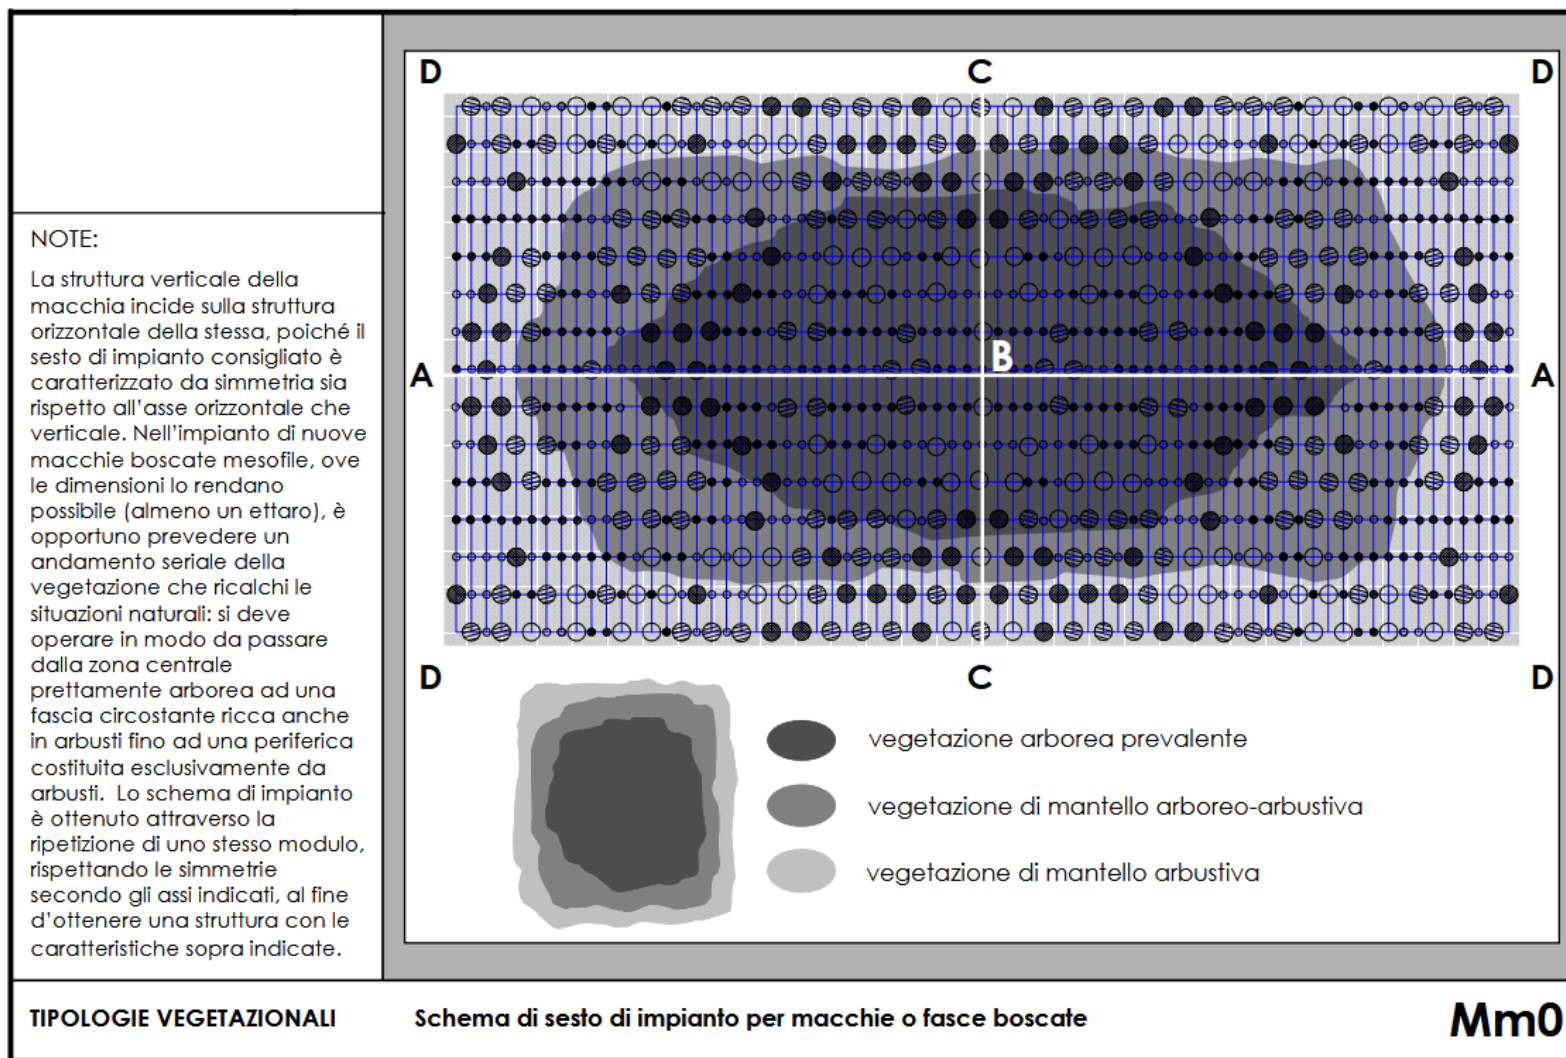 NOTE:
La struttura verticale della
macchia incide sulla struttura
orizzontale della stessa, poiché il
sesto di impianto consigliato è
caratterizzato da simmetria sia
rispetto all'asse orizzontale che
verticale. Nell'impianto di nuove
macchie boscate mesofile, ove
le dimensioni lo rendano
possibile (almeno un ettaro), è
opportuno prevedere un
andamento seriale della
vegetazione che ricalchi le
situazioni naturali: si deve
operare in modo da passare
dalla zona centrale
prettamente arborea ad una
fascia circostante ricca anche
in arbusti fino ad una periferica
costituita esclusivamente da
arbusti. Lo schema di impianto
è ottenuto attraverso la
ripetizione di uno stesso modulo,
rispettando le simmetrie
secondo gli assi indicati, al fine
d'ottenere una struttura con le
caratteristiche sopra indicate.
D C D
A B A
D C D
vegetazione arborea prevalente
vegetazione di mantello arboreo-arbustiva
vegetazione di mantello arbustiva
TIPOLOGIE VEGETAZIONALI
Schema di sesto di impianto per macchie o fasce boscate
Mm0